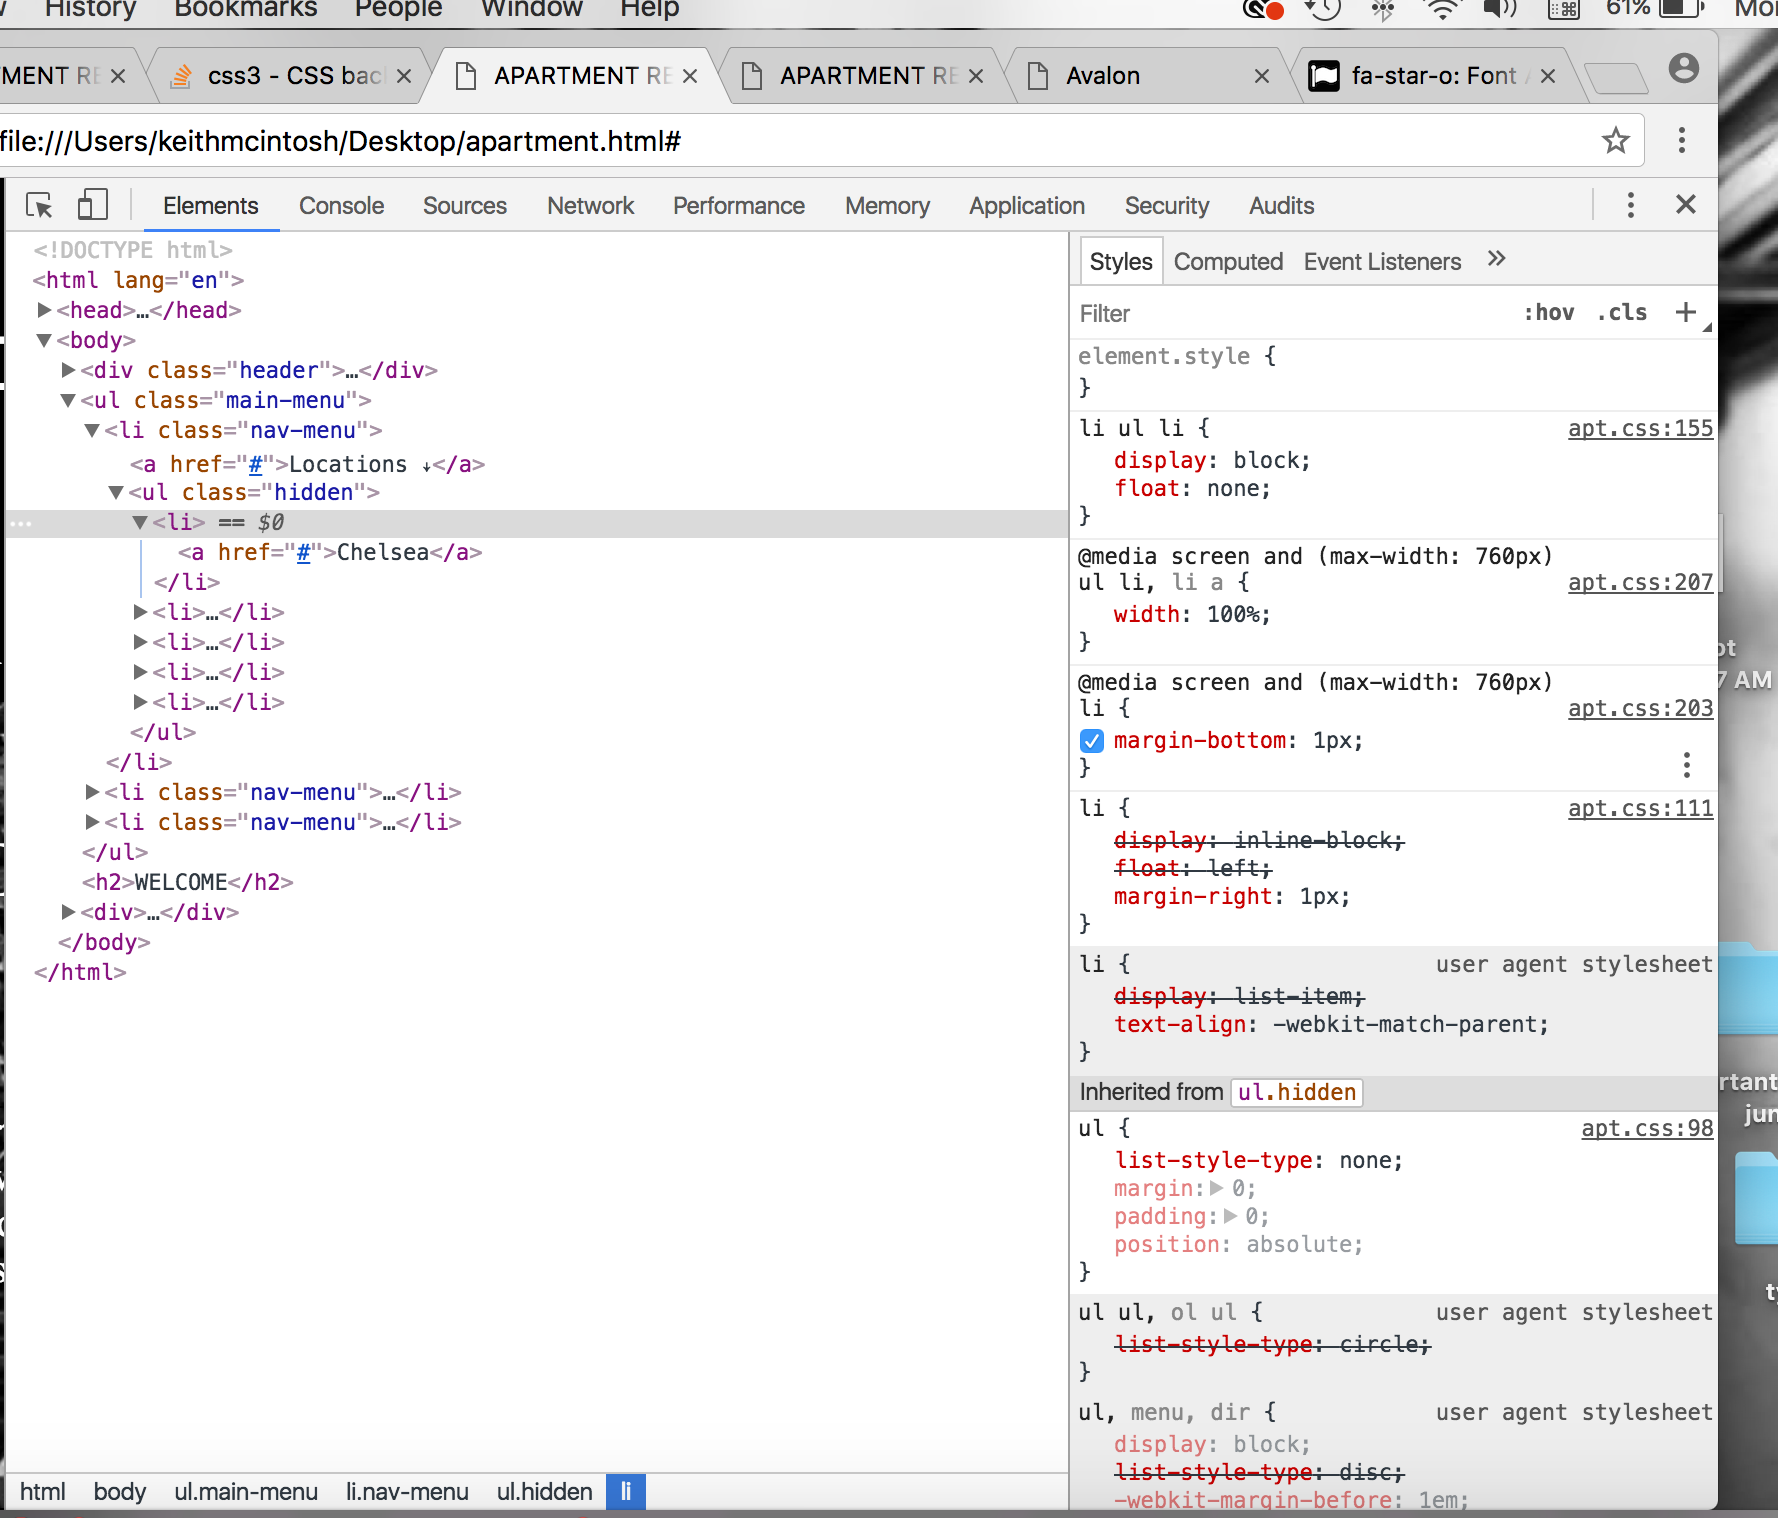 History Bookmarks People Window Help 61% Mo
MENT RE css3 - CSS bac APARTMENT RE APARTMENT RE Avalon fa-star-o: Font A
file:///Users/keithmcintosh/Desktop/apartment.html#
Elements Console Sources Network Performance Memory Application Security Audits
<!DOCTYPE html>
<html lang="en">
<head>…</head>
<body>
<div class="header">…</div>
<ul class="main-menu">
<li class="nav-menu">
<a href="#">Locations ↓</a>
<ul class="hidden">
<li> == $0
<a href="#">Chelsea</a>
</li>
<li>…</li>
<li>…</li>
<li>…</li>
<li>…</li>
</ul>
</li>
<li class="nav-menu">…</li>
<li class="nav-menu">…</li>
</ul>
<h2>WELCOME</h2>
<div>…</div>
</body>
</html>
html body ul.main-menu li.nav-menu ul.hidden li
Styles Computed Event Listeners »
Filter :hov .cls +
element.style {
}
li ul li { apt.css:155
display: block;
float: none;
}
@media screen and (max-width: 760px)
ul li, li a { apt.css:207
width: 100%;
}
@media screen and (max-width: 760px)
li { apt.css:203
margin-bottom: 1px;
}
li { apt.css:111
display: inline-block;
float: left;
margin-right: 1px;
}
li { user agent stylesheet
display: list-item;
text-align: -webkit-match-parent;
}
Inherited from ul.hidden
ul { apt.css:98
list-style-type: none;
margin: 0;
padding: 0;
position: absolute;
}
ul ul, ol ul { user agent stylesheet
list-style-type: circle;
}
ul, menu, dir { user agent stylesheet
display: block;
list-style-type: disc;
-webkit-margin-before: 1em;
pt
7 AM
rtant
jun